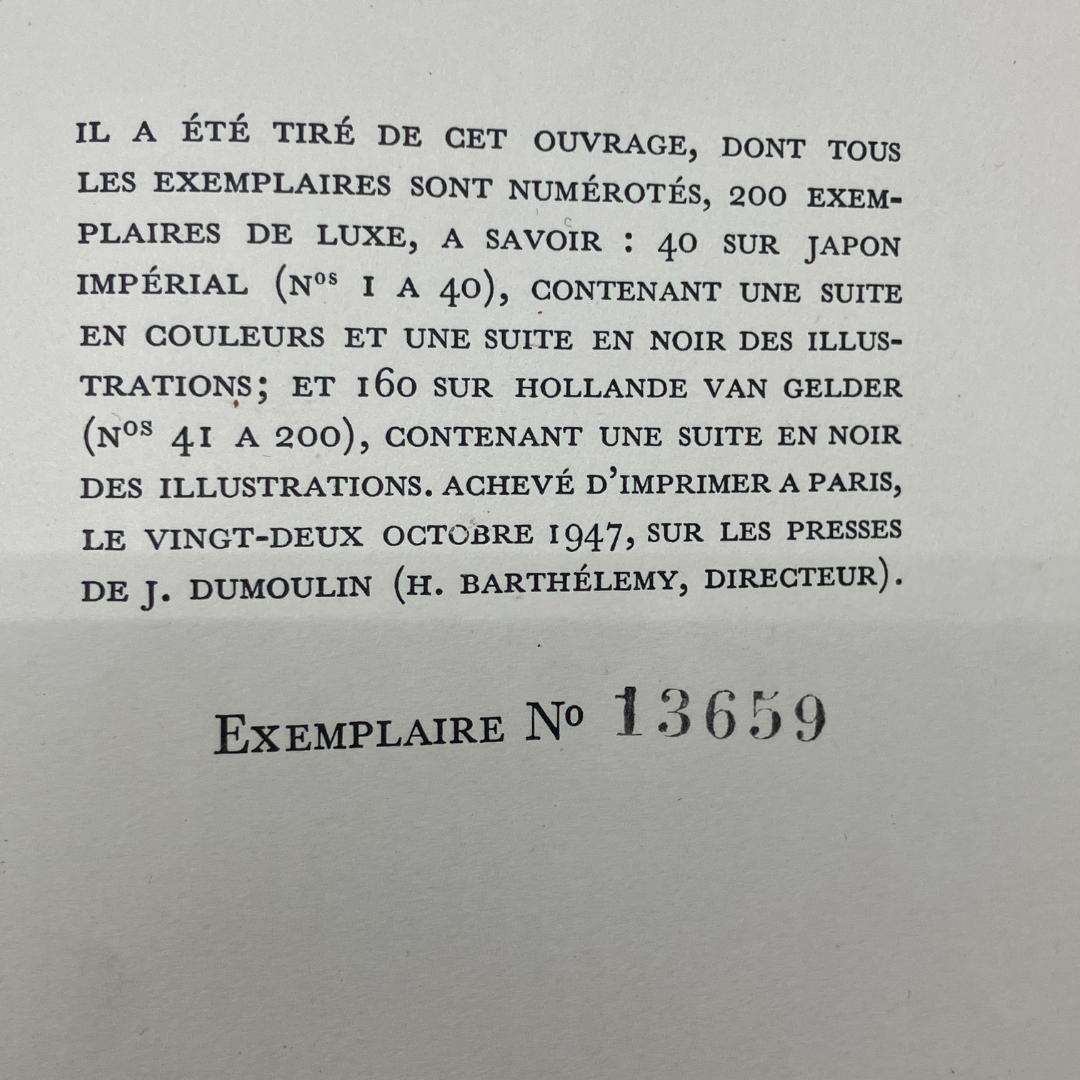 IL A ÉTÉ TIRÉ DE CET OUVRAGE, DONT TOUS
LES EXEMPLAIRES SONT NUMÉROTÉS, 200 EXEM-
PLAIRES DE LUXE, A SAVOIR : 40 SUR JAPON
IMPÉRIAL (Nos 1 A 40), CONTENANT UNE SUITE
EN COULEURS ET UNE SUITE EN NOIR DES ILLUS-
TRATIONS; ET 160 SUR HOLLANDE VAN GELDER
(NOS 41 A 200), CONTENANT UNE SUITE EN NOIR
DES ILLUSTRATIONS. ACHEVÉ D'IMPRIMER A PARIS,
LE VINGT-DEUX OCTOBRE 1947, SUR LES PRESSES
DE J. DUMOULIN (H. BARTHÉLEMY, DIRECTEUR).
EXEMPLAIRE No 13659